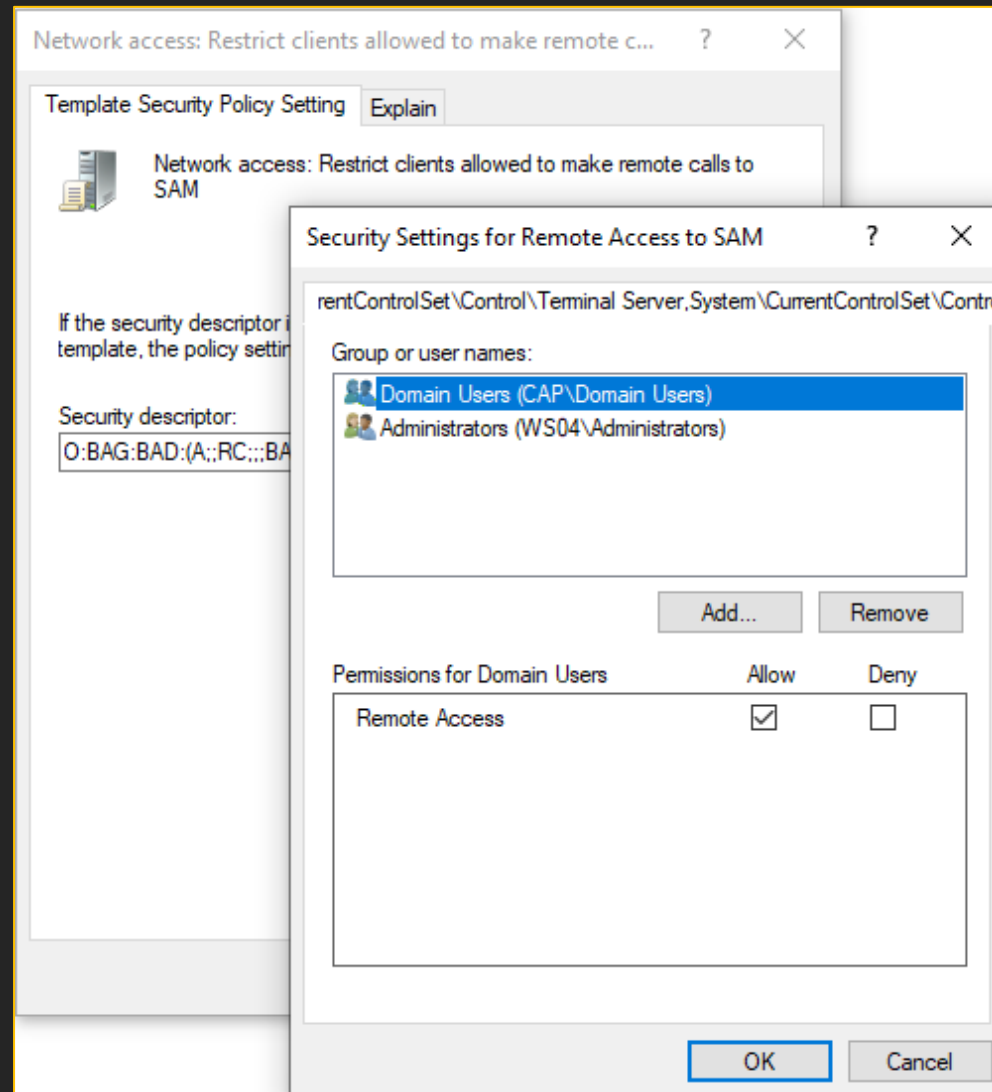 Network access: Restrict clients allowed to make remote c...
Template Security Policy Setting
Explain
Network access: Restrict clients allowed to make remote calls to
SAM
If the security descriptor
template, the policy
Security descriptor:
O:BAG:BAD:(A;;RC;;;BA
Security Settings for Remote Access to SAM
rentControlSet\Control\Terminal Server,System\CurrentControlSet\Contr
Group or user names:
Domain Users (CAP\Domain Users)
Administrators (WS04\Administrators)
Add...
Remove
Permissions for Domain Users
Allow
Deny
Remote Access
OK
Cancel